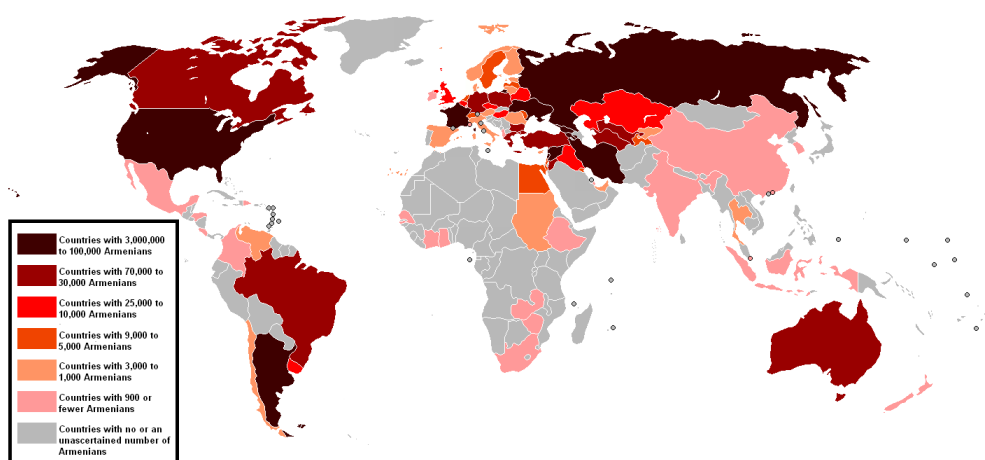 Countries with 3,000,000
to 100,000 Armenians
Countries with 70,000 to
30,000 Armenians
Countries with 25,000 to
10,000 Armenians
Countries with 9,000 to
5,000 Armenians
Countries with 3,000 to
1,000 Armenians
Countries with 900 or
fewer Armenians
Countries with no or an
unascertained number of
Armenians